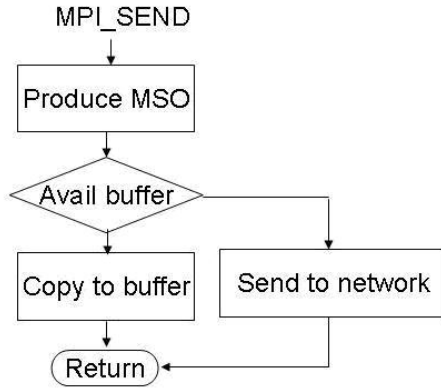 MPI_SEND
Produce MSO
Avail buffer
Copy to buffer
Send to network
Return